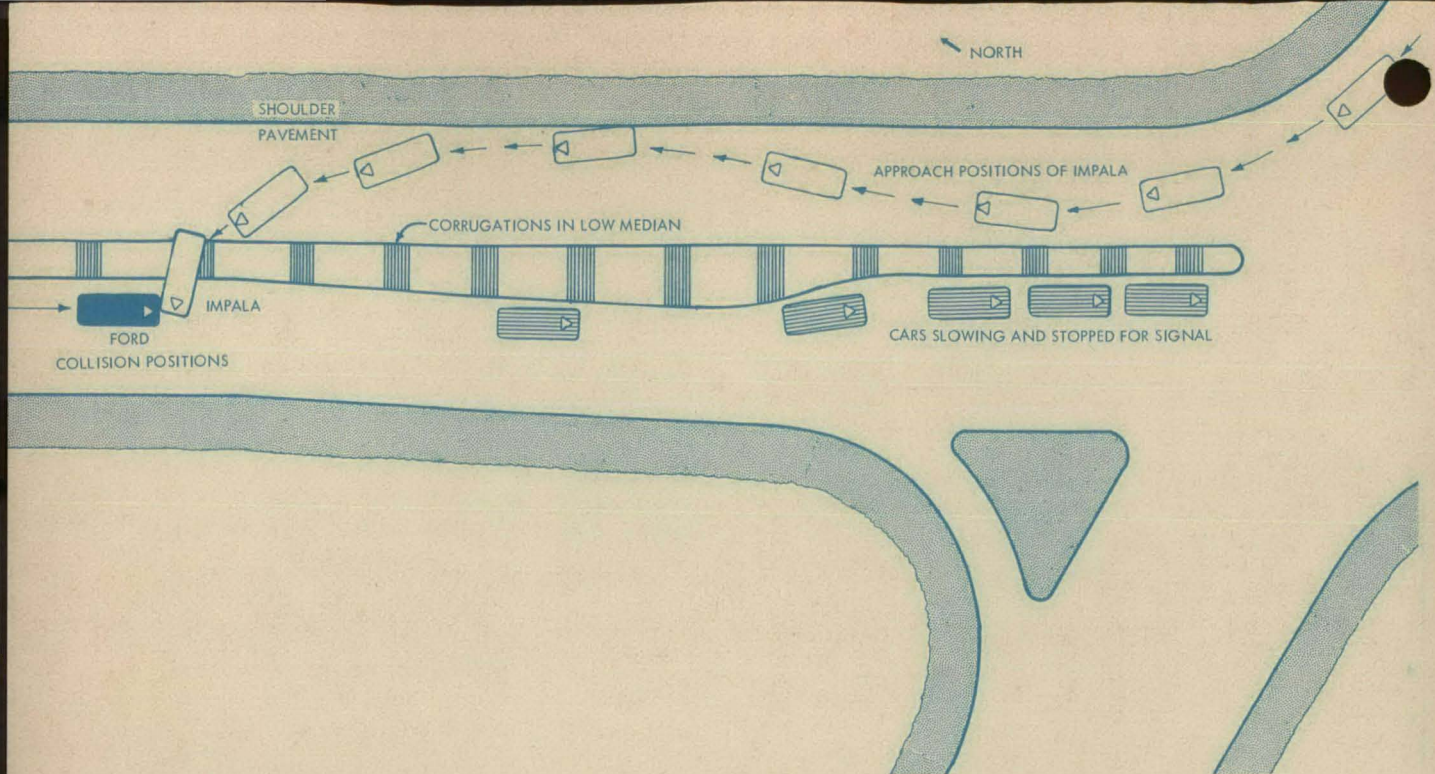 NORTH
SHOULDER
PAVEMENT
APPROACH POSITIONS OF IMPALA
CORRUGATIONS IN LOW MEDIAN
IMPALA
FORD
COLLISION POSITIONS
CARS SLOWING AND STOPPED FOR SIGNAL